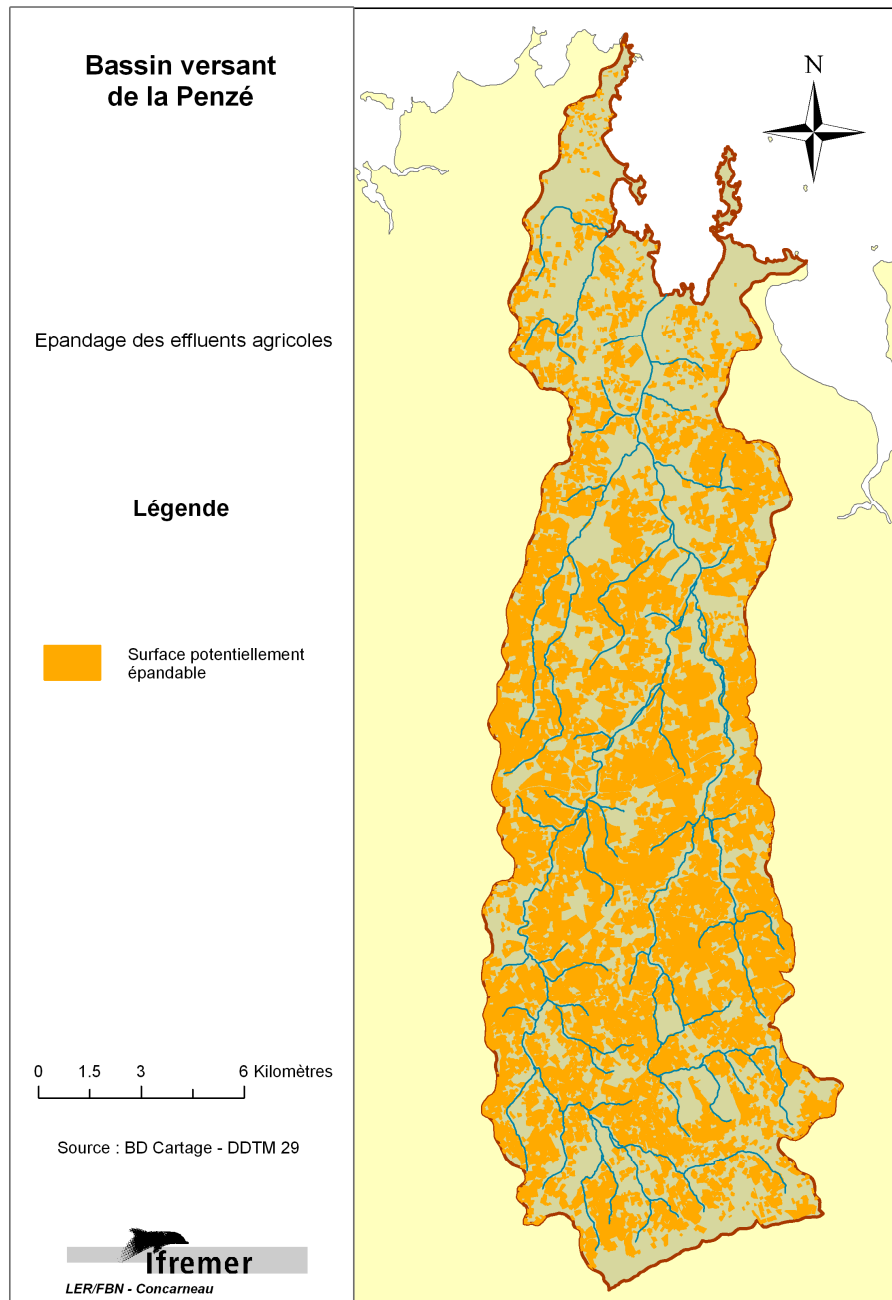 Bassin versant
de la Penzé
N
Epandage des effluents agricoles
Légende
Surface potentiellement
épandable
0 1.5 3 6 Kilomètres
Source : BD Cartage - DDTM 29
Ifremer
LER/FBN - Concarneau